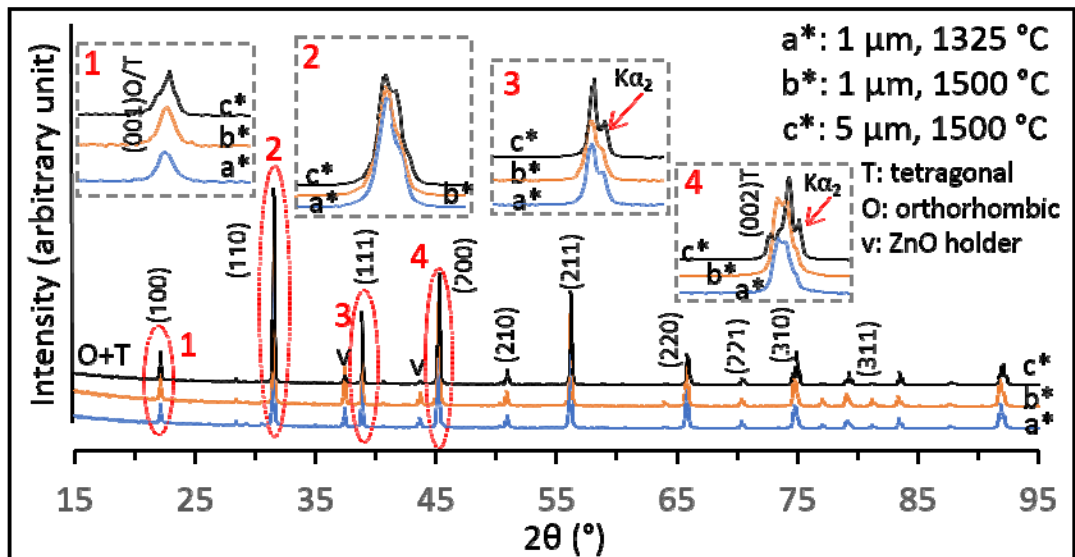 Intensity (arbitrary unit)
1
(001)O/T
c*
b*
a*
2
c*
a*
b*
3
Kα₂
c*
b*
a*
a*: 1 μm, 1325 °C
b*: 1 μm, 1500 °C
c*: 5 μm, 1500 °C
T: tetragonal
O: orthorhombic
v: ZnO holder
4
(002)T
Kα₂
c*
b*
a*
O+T
(100)
1
(110)
2
v
3
(111)
v
4
(200)
(210)
(211)
(220)
(221)
(310)
(311)
c*
b*
a*
15 25 35 45 55 65 75 85 95
2θ (°)